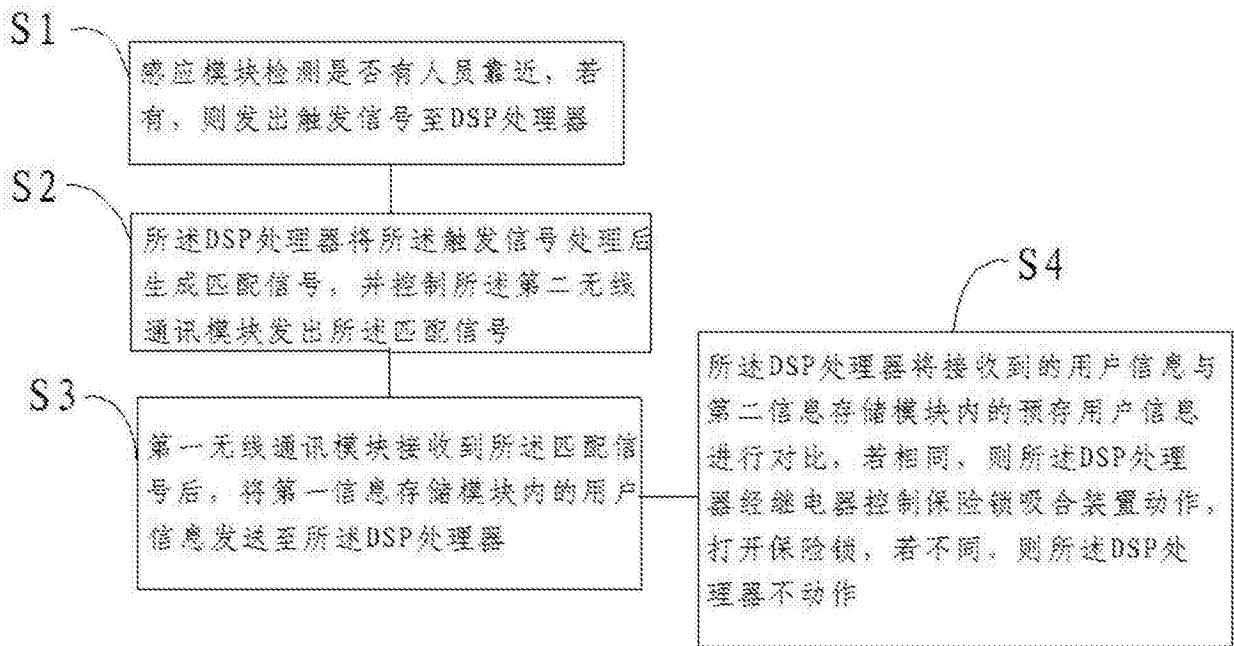 S1
感应模块检测是否有人员靠近，若
有，则发出触发信号至DSP处理器
S2
所述DSP处理器将所述触发信号处理后
生成匹配信号，并控制所述第二无线
通讯模块发出所述匹配信号
S3
第一无线通讯模块接收到所述匹配信
号后，将第一信息存储模块内的用户
信息发送至所述DSP处理器
S4
所述DSP处理器将接收到的用户信息与
第二信息存储模块内的预存用户信息
进行对比，若相同，则所述DSP处理
器经继电器控制保险锁吸合装置动作，
打开保险锁，若不同，则所述DSP处
理器不动作